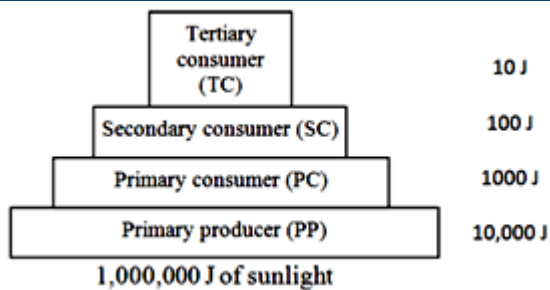 Tertiary
consumer
(TC)
10 J
Secondary consumer (SC)
100 J
Primary consumer (PC)
1000 J
Primary producer (PP)
10,000 J
1,000,000 J of sunlight